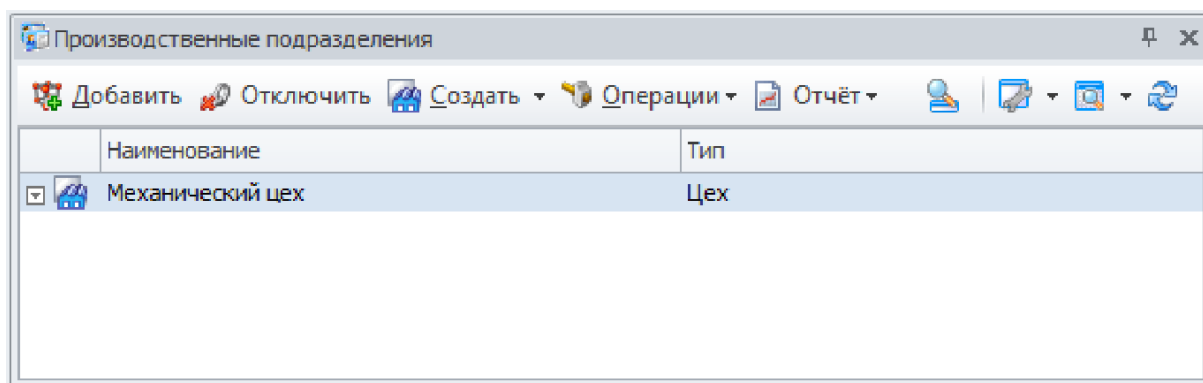 Производственные подразделения
Добавить Отключить Создать Операции Отчёт
Наименование Тип
Механический цех Цех